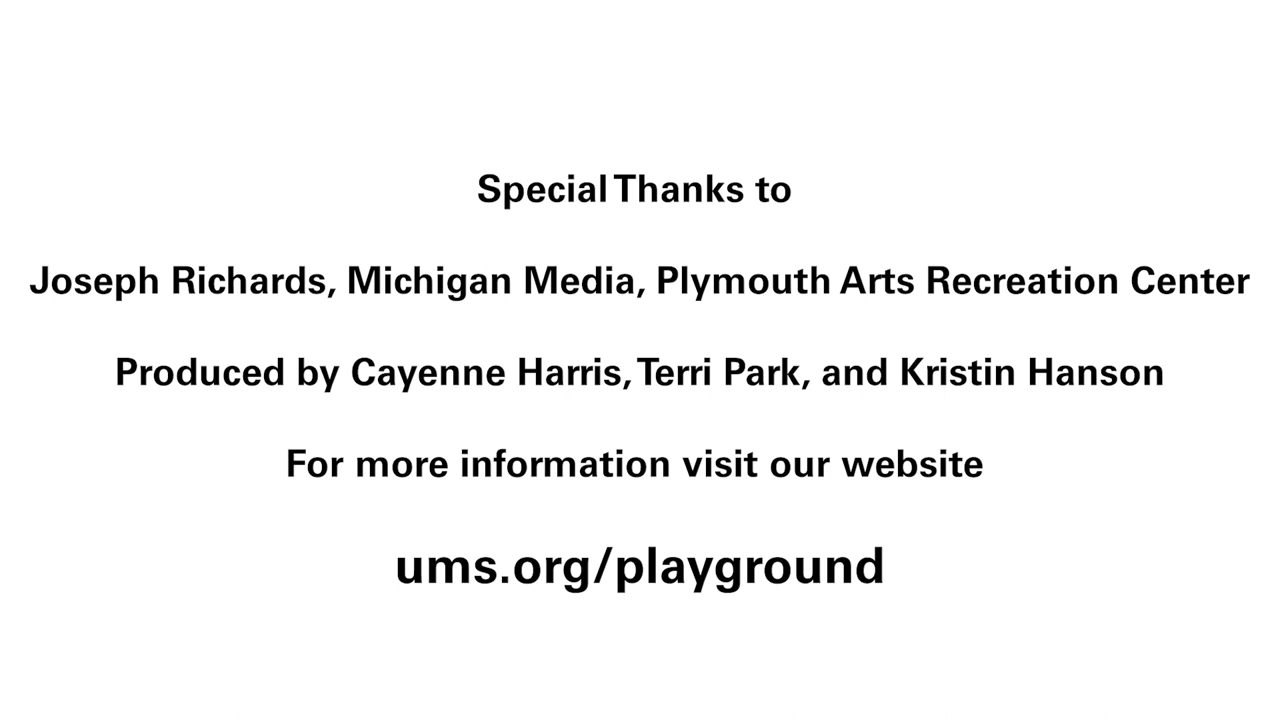 Special Thanks to
Joseph Richards, Michigan Media, Plymouth Arts Recreation Center
Produced by Cayenne Harris, Terri Park, and Kristin Hanson
For more information visit our website
ums.org/playground